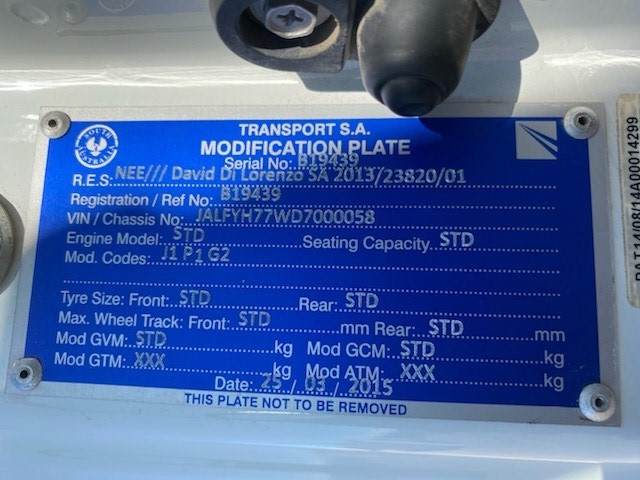 SOUTH AUSTRALIA
TRANSPORT S.A.
MODIFICATION PLATE
Serial No: B19439
R.E.S: NEE/// David Di Lorenzo SA 2013/23820/01
Registration / Ref No: B19439
VIN / Chassis No: JALFYH77WD7000058
Engine Model: STD Seating Capacity STD
Mod. Codes: J1 P1 G2
Tyre Size: Front: STD Rear: STD
Max. Wheel Track: Front: STD mm Rear: STD mm
Mod GVM: STD kg Mod GCM: STD kg
Mod GTM: XXX kg Mod ATM: XXX kg
Date: 25 / 03 / 2015
THIS PLATE NOT TO BE REMOVED